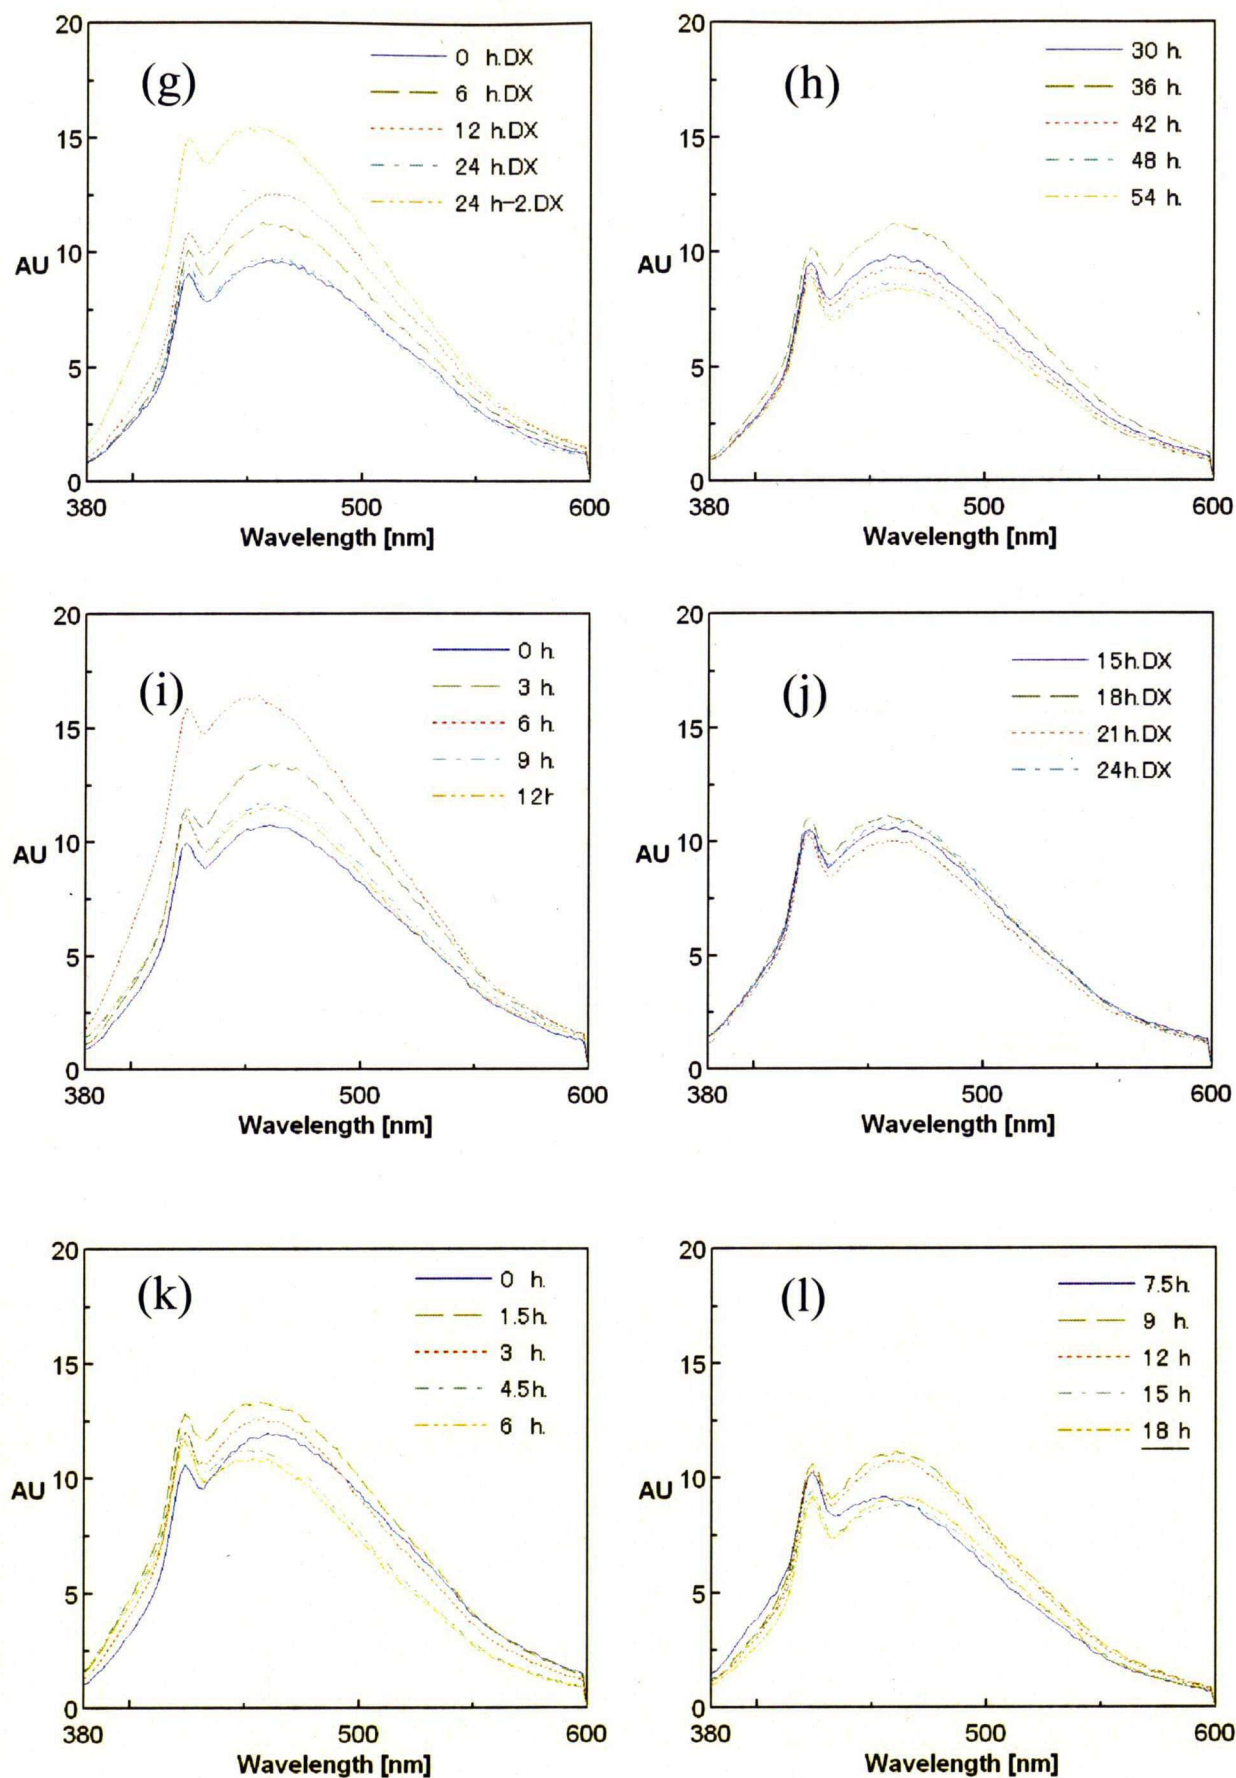 (g)
20
15
10
5
0
AU
380
500
600
Wavelength [nm]
0 h.DX
6 h.DX
12 h.DX
24 h.DX
24 h-2.DX
(h)
20
15
10
5
0
AU
380
500
600
Wavelength [nm]
30 h.
36 h.
42 h.
48 h.
54 h.
(i)
20
15
10
5
0
AU
380
500
600
Wavelength [nm]
0 h.
3 h.
6 h.
9 h.
12h
(j)
20
15
10
5
0
AU
380
500
600
Wavelength [nm]
15h.DX
18h.DX
21h.DX
24h.DX
(k)
20
15
10
5
0
AU
380
500
600
Wavelength [nm]
0 h.
1.5h.
3 h.
4.5h.
6 h.
(l)
20
15
10
5
0
AU
380
500
600
Wavelength [nm]
7.5h.
9 h.
12 h
15 h
18 h